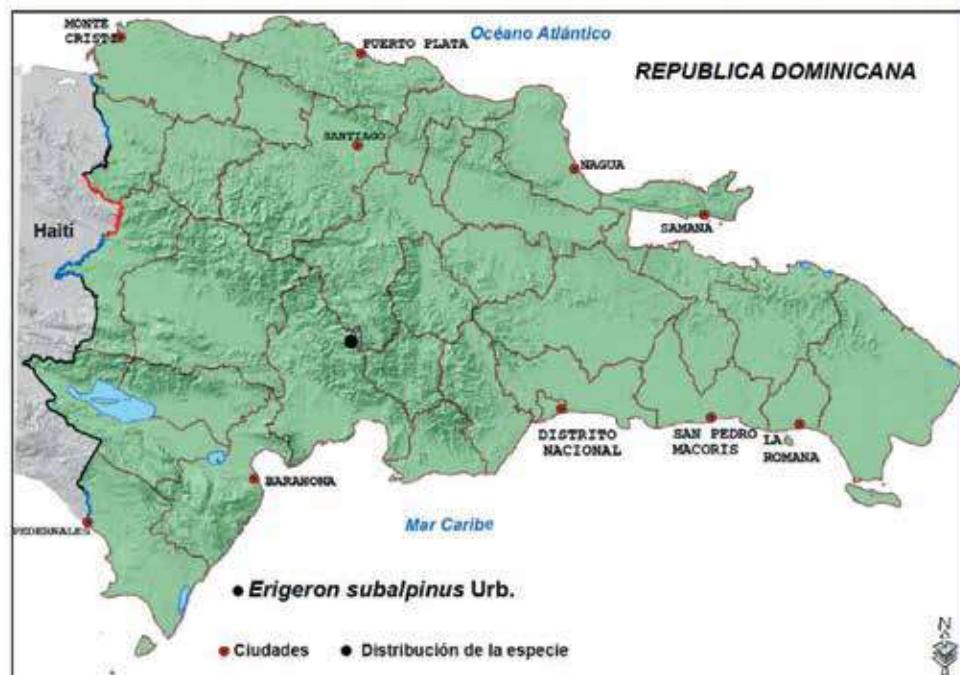 MONTE
CRISTI
PUERTO PLATA
Océano Atlántico
REPUBLICA DOMINICANA
SANTIAGO
NAGUA
SAMANA
Haití
DISTRITO
NACIONAL
SAN PEDRO
MACORIS
LA
ROMANA
BARAHONA
PEDERNALES
Mar Caribe
Erigeron subalpinus Urb.
Ciudades
Distribución de la especie
N